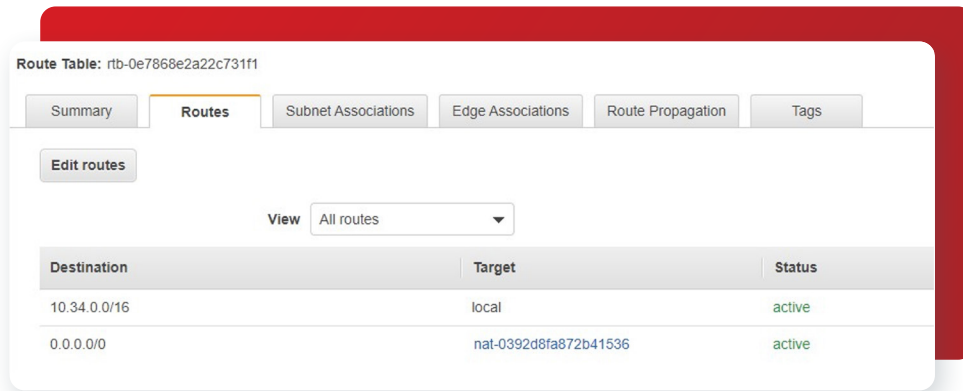 Route Table: rtb-0e7868e2a22c731f1
Summary Routes Subnet Associations Edge Associations Route Propagation Tags
Edit routes
View All routes
Destination Target Status
10.34.0.0/16 local active
0.0.0.0/0 nat-0392d8fa872b41536 active